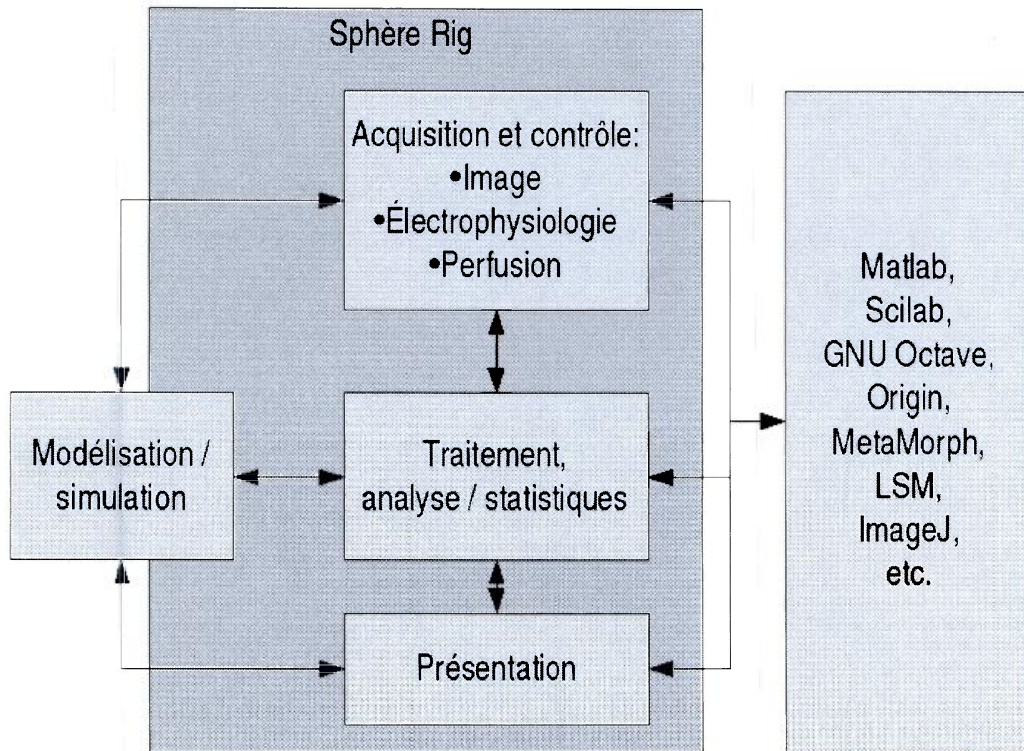 Sphère Rig
Acquisition et contrôle:
•Image
•Électrophysiologie
•Perfusion
Modélisation /
simulation
Traitement,
analyse / statistiques
Présentation
Matlab,
Scilab,
GNU Octave,
Origin,
MetaMorph,
LSM,
ImageJ,
etc.